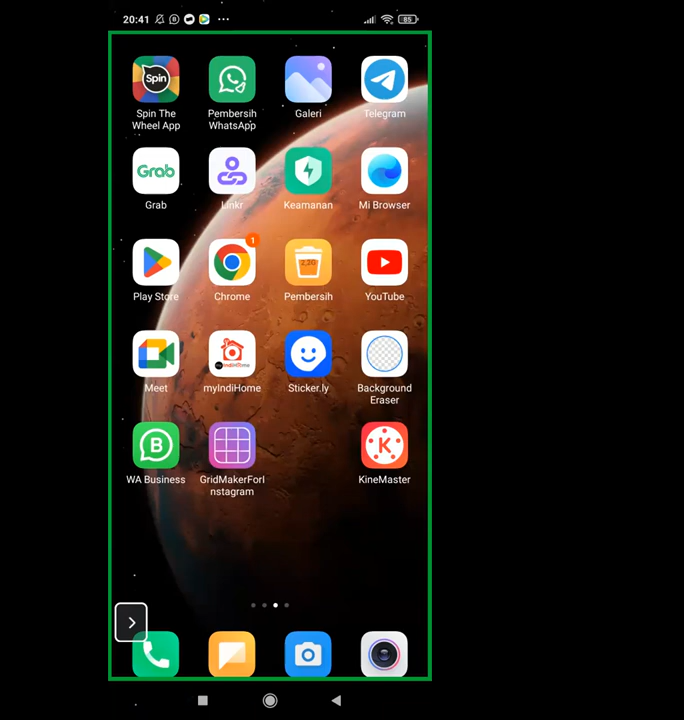 20:41
85
Spin
Spin The
Wheel App
Pembersih
WhatsApp
Galeri
Telegram
Grab
Grab
Linkr
Keamanan
Mi Browser
1
Play Store
Chrome
Pembersih
YouTube
myIndiHome
Meet
myIndiHome
Sticker.ly
Background
Eraser
B
K
WA Business
GridMakerForI
nstagram
KineMaster